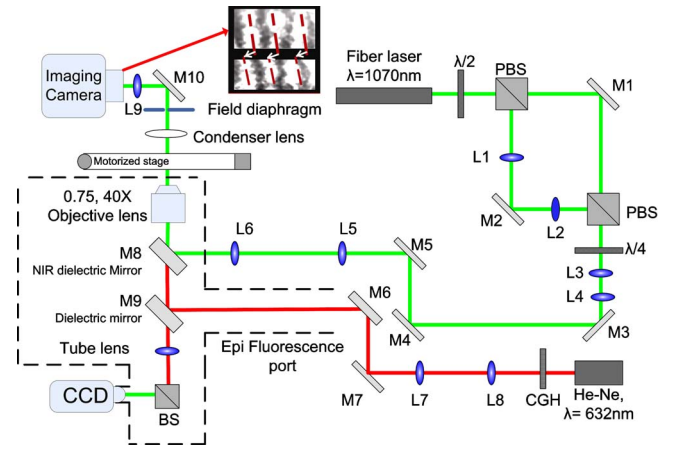 Imaging
Camera
M10
L9
Field diaphragm
Condenser lens
Motorized stage
0.75, 40X
Objective lens
Fiber laser
λ=1070nm
λ/2
PBS
M1
L1
M2
L2
PBS
λ/4
L3
L4
M3
M8
NIR dielectric Mirror
L6
L5
M5
M4
M9
Dielectric mirror
M6
Tube lens
Epi Fluorescence
port
M7
L7
L8
CGH
He-Ne,
λ= 632nm
CCD
BS